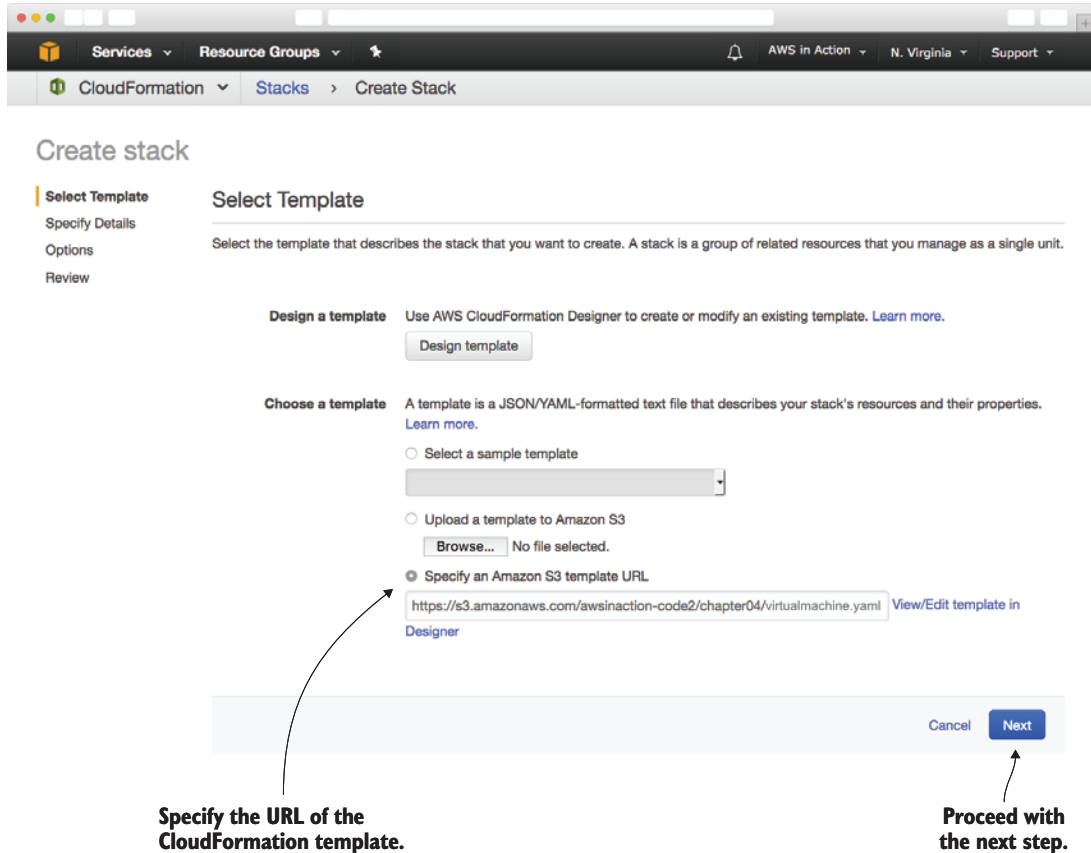 Services Resource Groups AWS in Action N. Virginia Support
CloudFormation Stacks › Create Stack
Create stack
Select Template
Specify Details
Options
Review
Select Template
Select the template that describes the stack that you want to create. A stack is a group of related resources that you manage as a single unit.
Design a template Use AWS CloudFormation Designer to create or modify an existing template. Learn more.
Design template
Choose a template A template is a JSON/YAML-formatted text file that describes your stack's resources and their properties.
Learn more.
Select a sample template
Upload a template to Amazon S3
Browse... No file selected.
Specify an Amazon S3 template URL
https://s3.amazonaws.com/awsinaction-code2/chapter04/virtualmachine.yaml View/Edit template in
Designer
Cancel Next
Specify the URL of the
CloudFormation template.
Proceed with
the next step.